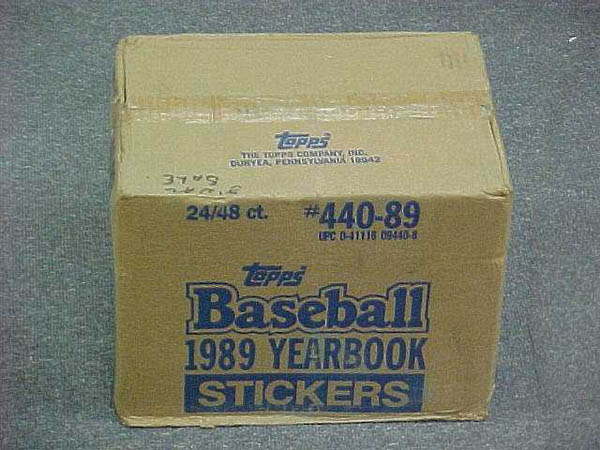 Topps
THE TOPPS COMPANY, INC.
DURYEA, PENNSYLVANIA 18642
SALE
24/48 ct. #440-89
UPC 0-41116 09440-8
Topps
Baseball
1989 YEARBOOK
STICKERS